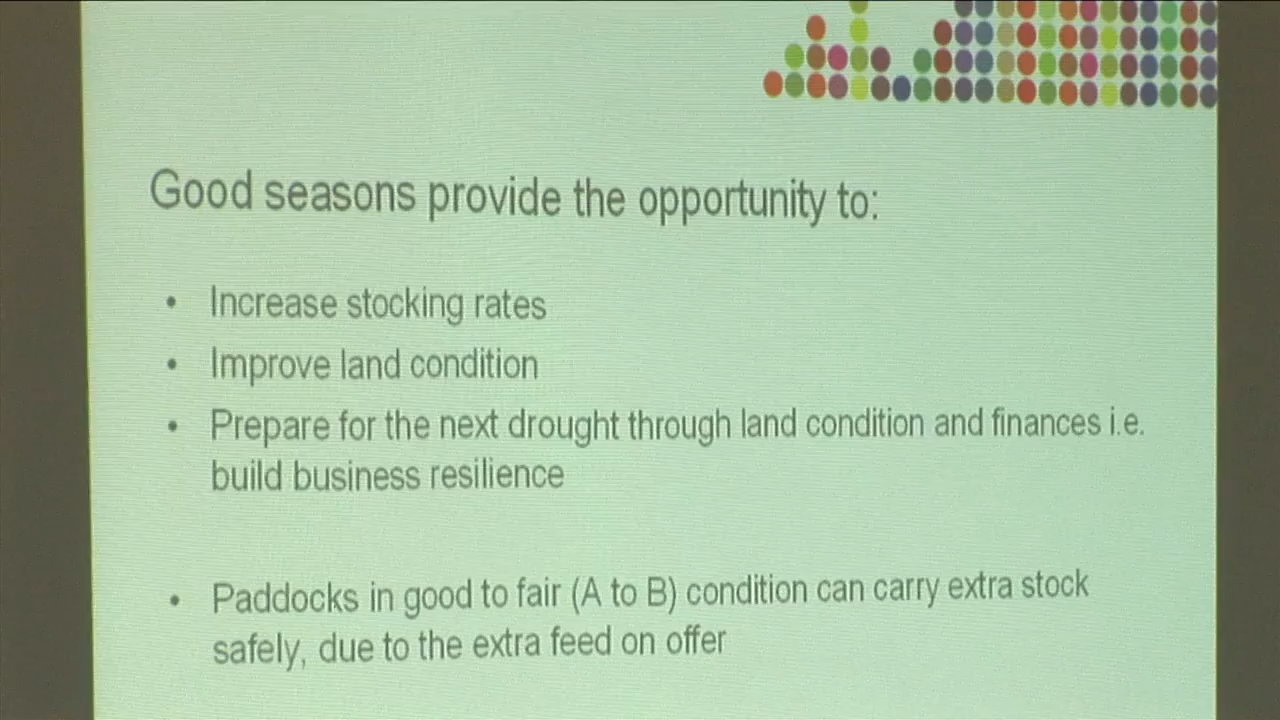 Good seasons provide the opportunity to:
• Increase stocking rates
• Improve land condition
• Prepare for the next drought through land condition and finances i.e.
build business resilience
• Paddocks in good to fair (A to B) condition can carry extra stock
safely, due to the extra feed on offer